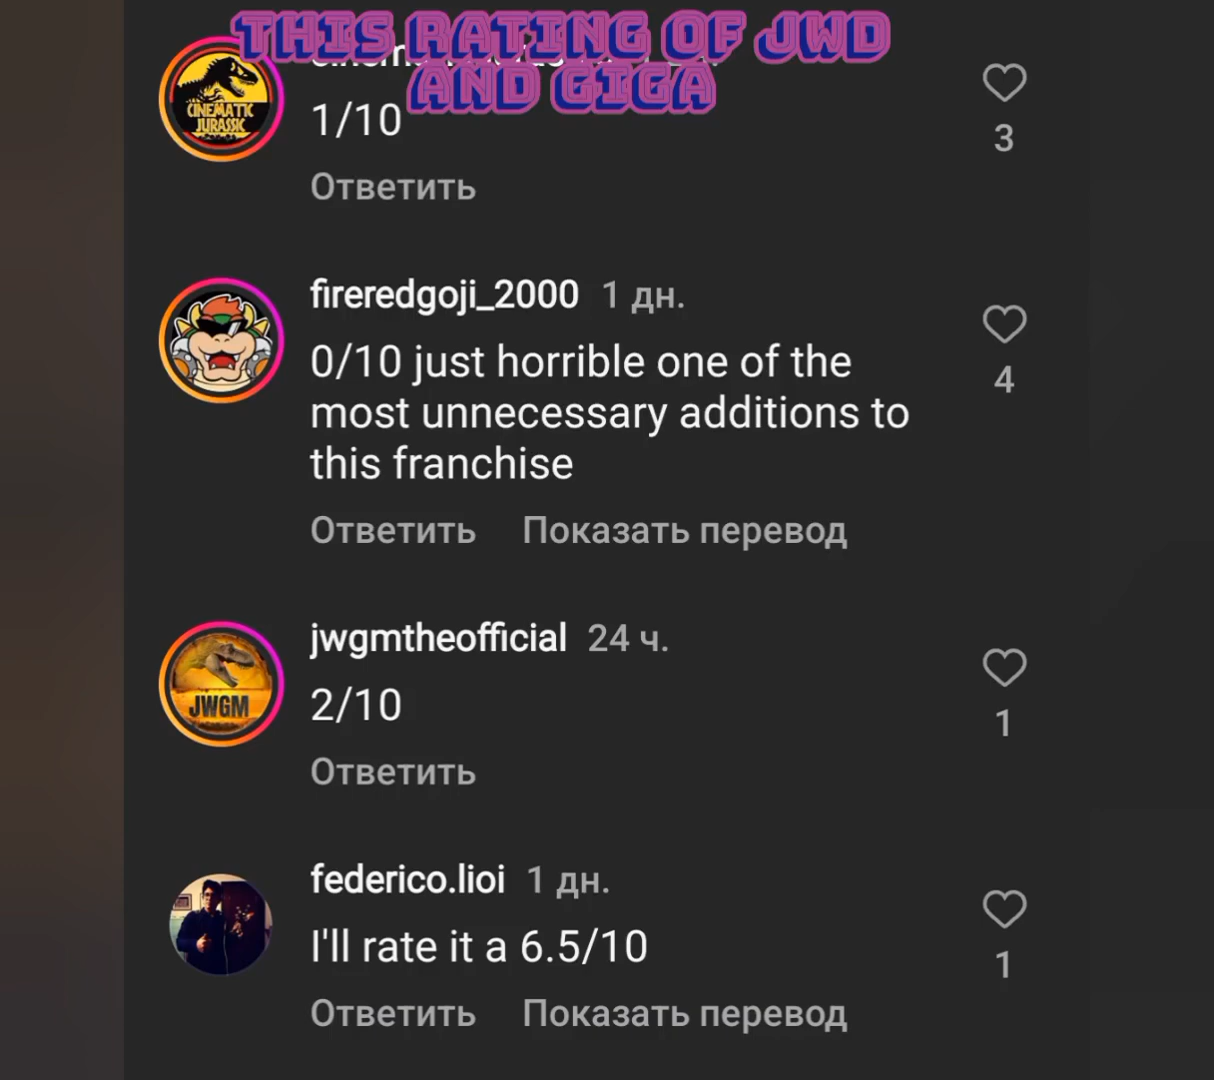 THIS RATING OF JWD
AND GIGA
CINEMATIC
JURASSIC
1/10
3
Ответить
fireredgoji_2000 1 дн.
0/10 just horrible one of the
most unnecessary additions to
this franchise
4
Ответить Показать перевод
jwgmtheofficial 24 ч.
JWGM
2/10
1
Ответить
federico.lioi 1 дн.
I'll rate it a 6.5/10
1
Ответить Показать перевод